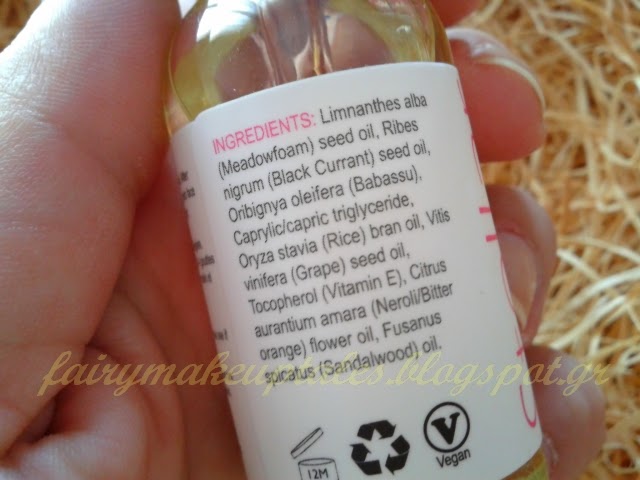 INGREDIENTS: Limnanthes alba
(Meadowfoam) seed oil, Ribes
nigrum (Black Currant) seed oil,
Oribignya oleifera (Babassu),
Caprylic/capric triglyceride,
Oryza stavia (Rice) bran oil, Vitis
vinifera (Grape) seed oil,
Tocopherol (Vitamin E), Citrus
aurantium amara (Neroli/Bitter
orange) flower oil, Fusanus
spicatus (Sandalwood) oil.
fairymakeuptales.blogspot.gr
12M
V
Vegan